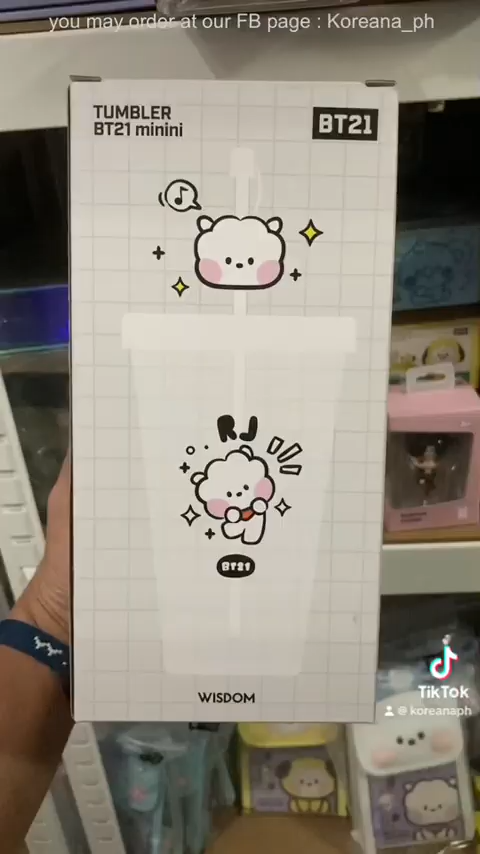 you may order at our FB page : Koreana_ph
TUMBLER
BT21 minini
BT21
RJ
BT21
WISDOM
TikTok
@ koreanaph